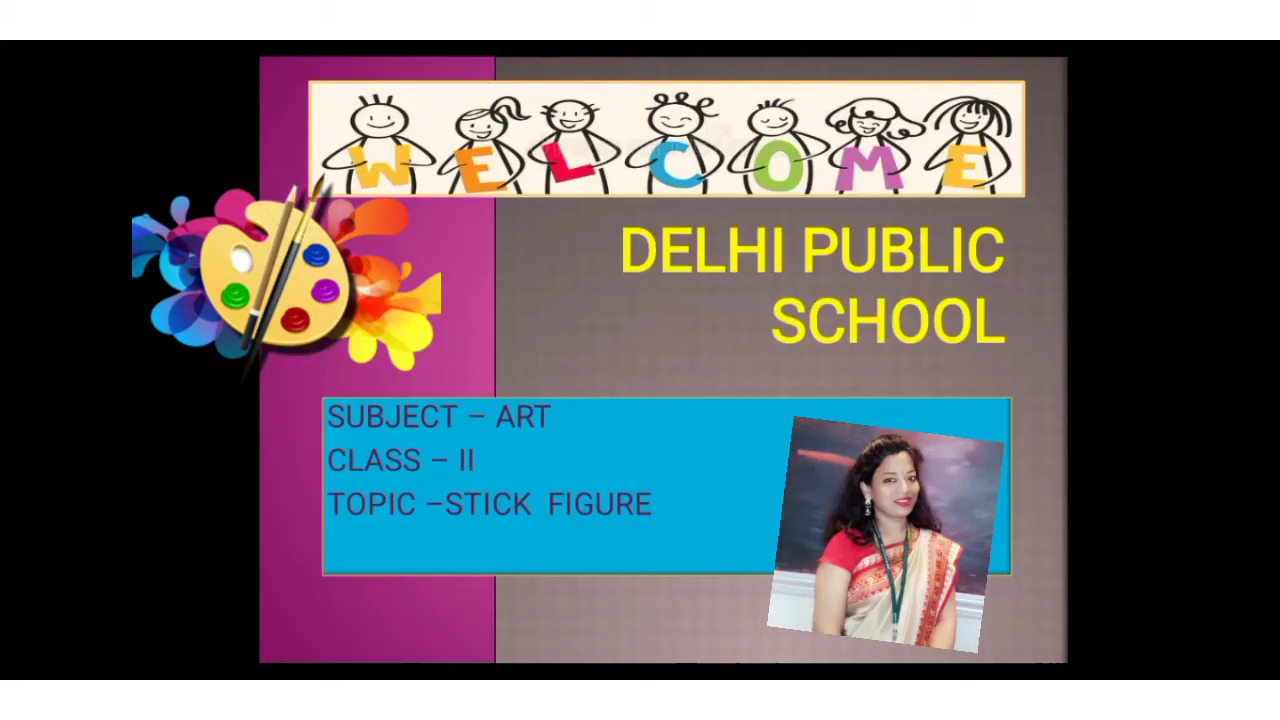 WELCOME
DELHI PUBLIC
SCHOOL
SUBJECT – ART
CLASS – II
TOPIC –STICK FIGURE